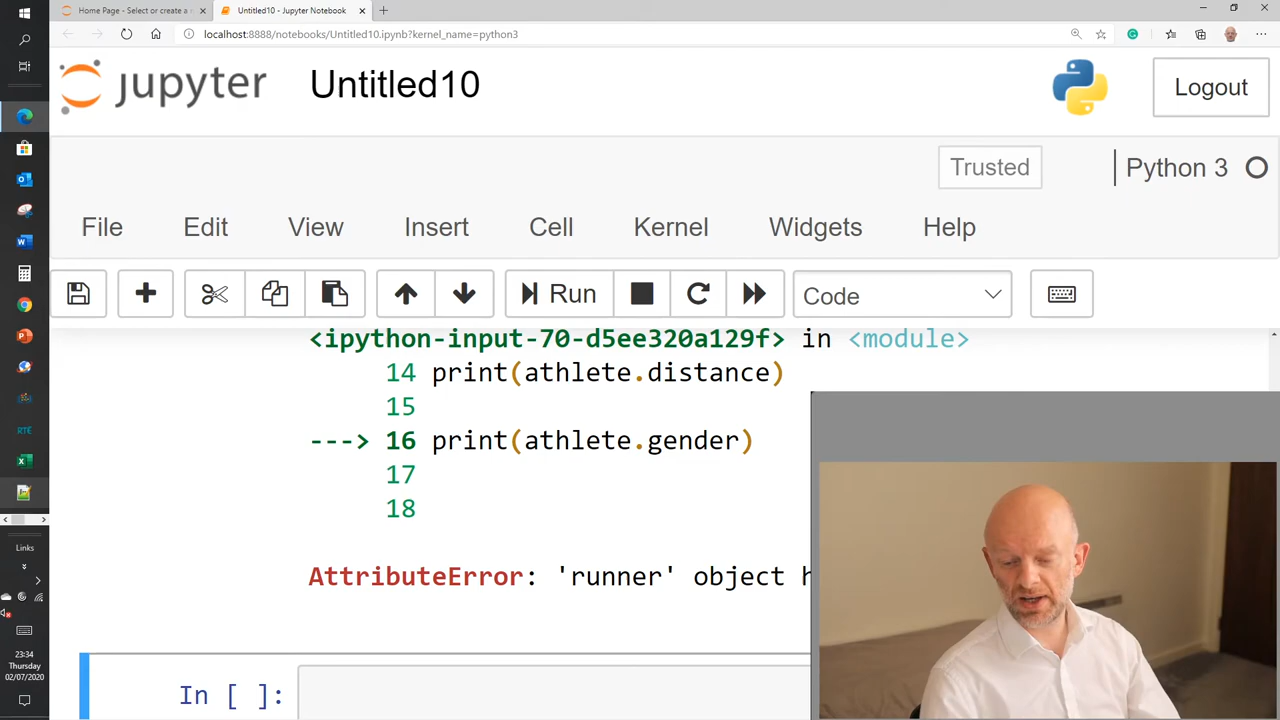 Home Page - Select or create a n
Untitled10 - Jupyter Notebook
localhost:8888/notebooks/Untitled10.ipynb?kernel_name=python3
jupyter Untitled10
Logout
Trusted
Python 3
File Edit View Insert Cell Kernel Widgets Help
Run
Code
<ipython-input-70-d5ee320a129f> in <module>
14 print(athlete.distance)
15
---> 16 print(athlete.gender)
17
18
AttributeError: 'runner' object h
In [ ]:
Links
23:34
Thursday
02/07/2020
RTE